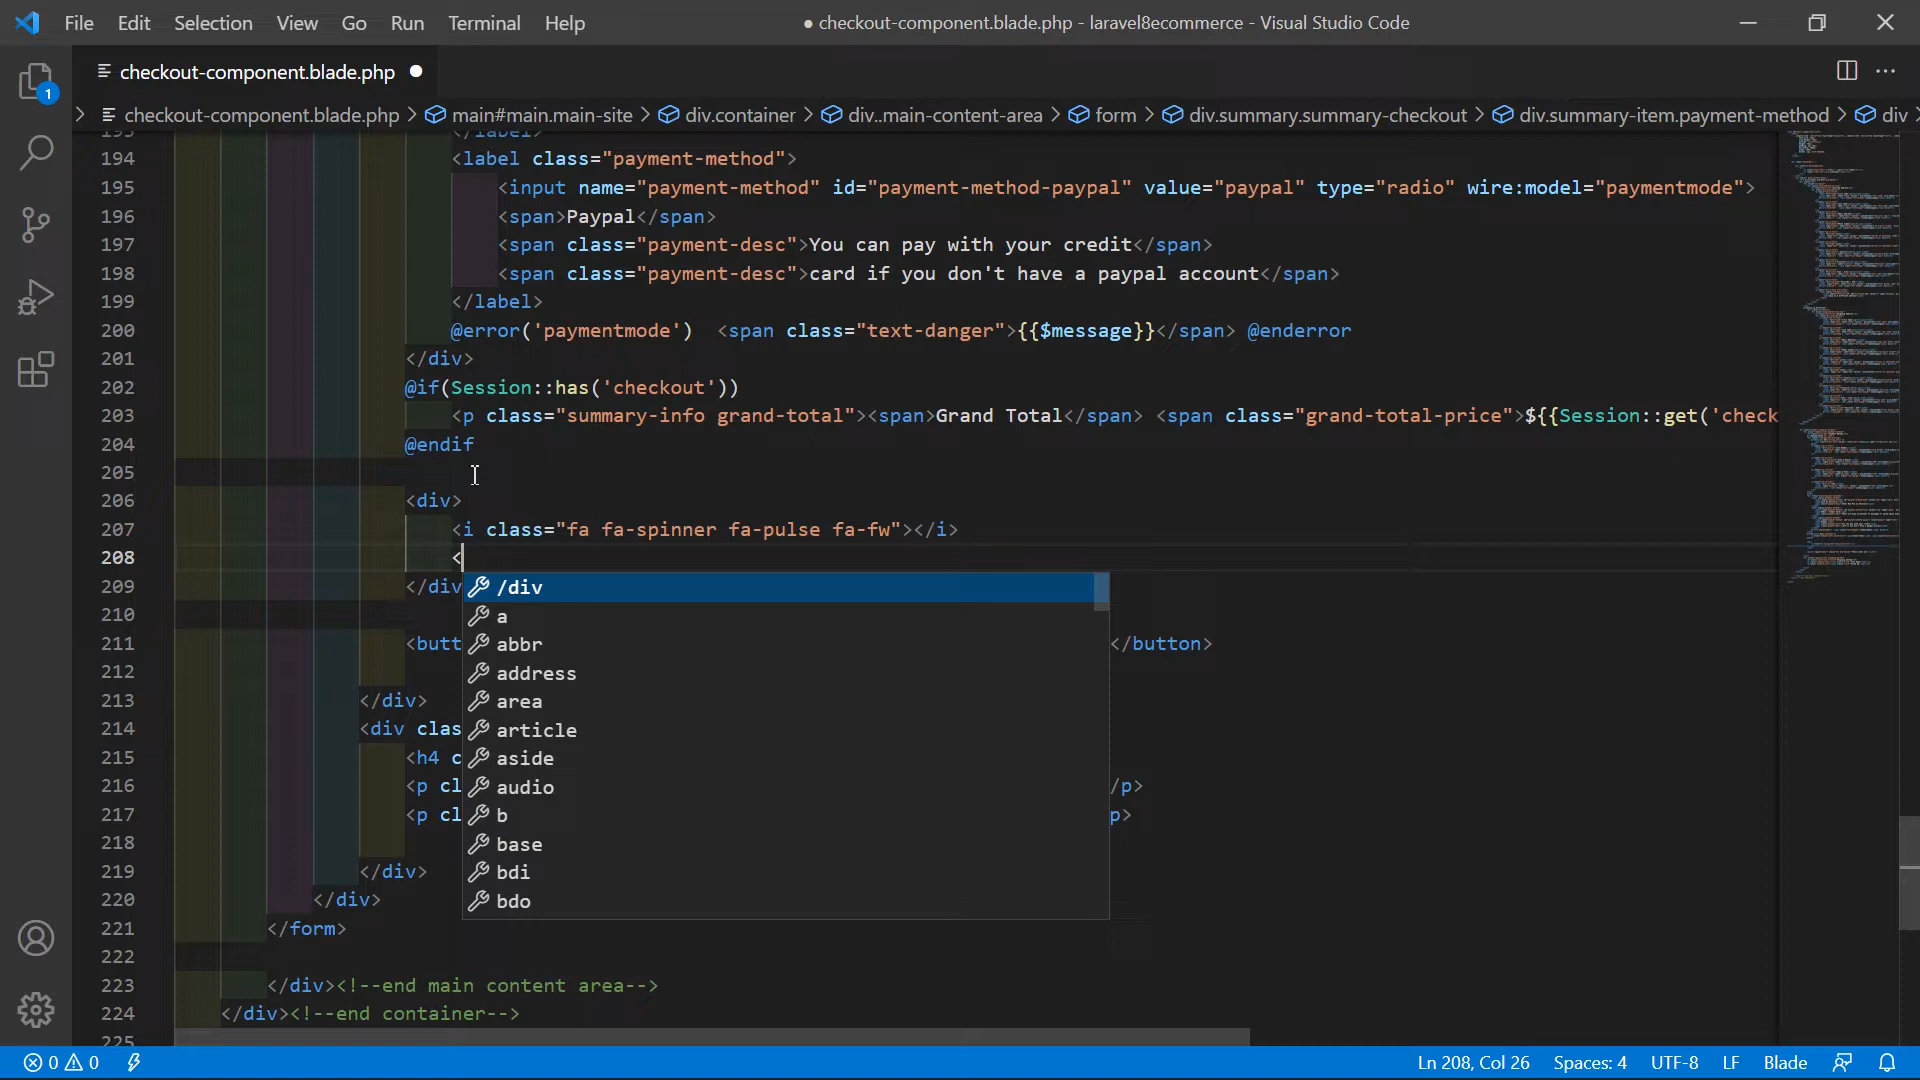 File Edit Selection View Go Run Terminal Help ● checkout-component.blade.php - laravel8ecommerce - Visual Studio Code
checkout-component.blade.php ●
1
> checkout-component.blade.php > main#main.main-site > div.container > div..main-content-area > form > div.summary.summary-checkout > div.summary-item.payment-method > div >
193 </label>
194 <label class="payment-method">
195 <input name="payment-method" id="payment-method-paypal" value="paypal" type="radio" wire:model="paymentmode">
196 <span>Paypal</span>
197 <span class="payment-desc">You can pay with your credit</span>
198 <span class="payment-desc">card if you don't have a paypal account</span>
199 </label>
200 @error('paymentmode') <span class="text-danger">{{$message}}</span> @enderror
201 </div>
202 @if(Session::has('checkout'))
203 <p class="summary-info grand-total"><span>Grand Total</span> <span class="grand-total-price">${{Session::get('check
204 @endif
205
206 <div>
207 <i class="fa fa-spinner fa-pulse fa-fw"></i>
208 <
209 </div /div
210 a
211 <butt abbr </button>
212 address
213 </div> area
214 <div clas article
215 <h4 c aside
216 <p cl audio /p>
217 <p cl b p>
218 base
219 </div> bdi
220 </div> bdo
221 </form>
222
223 </div><!--end main content area-->
224 </div><!--end container-->
225
0 0 Ln 208, Col 26 Spaces: 4 UTF-8 LF Blade